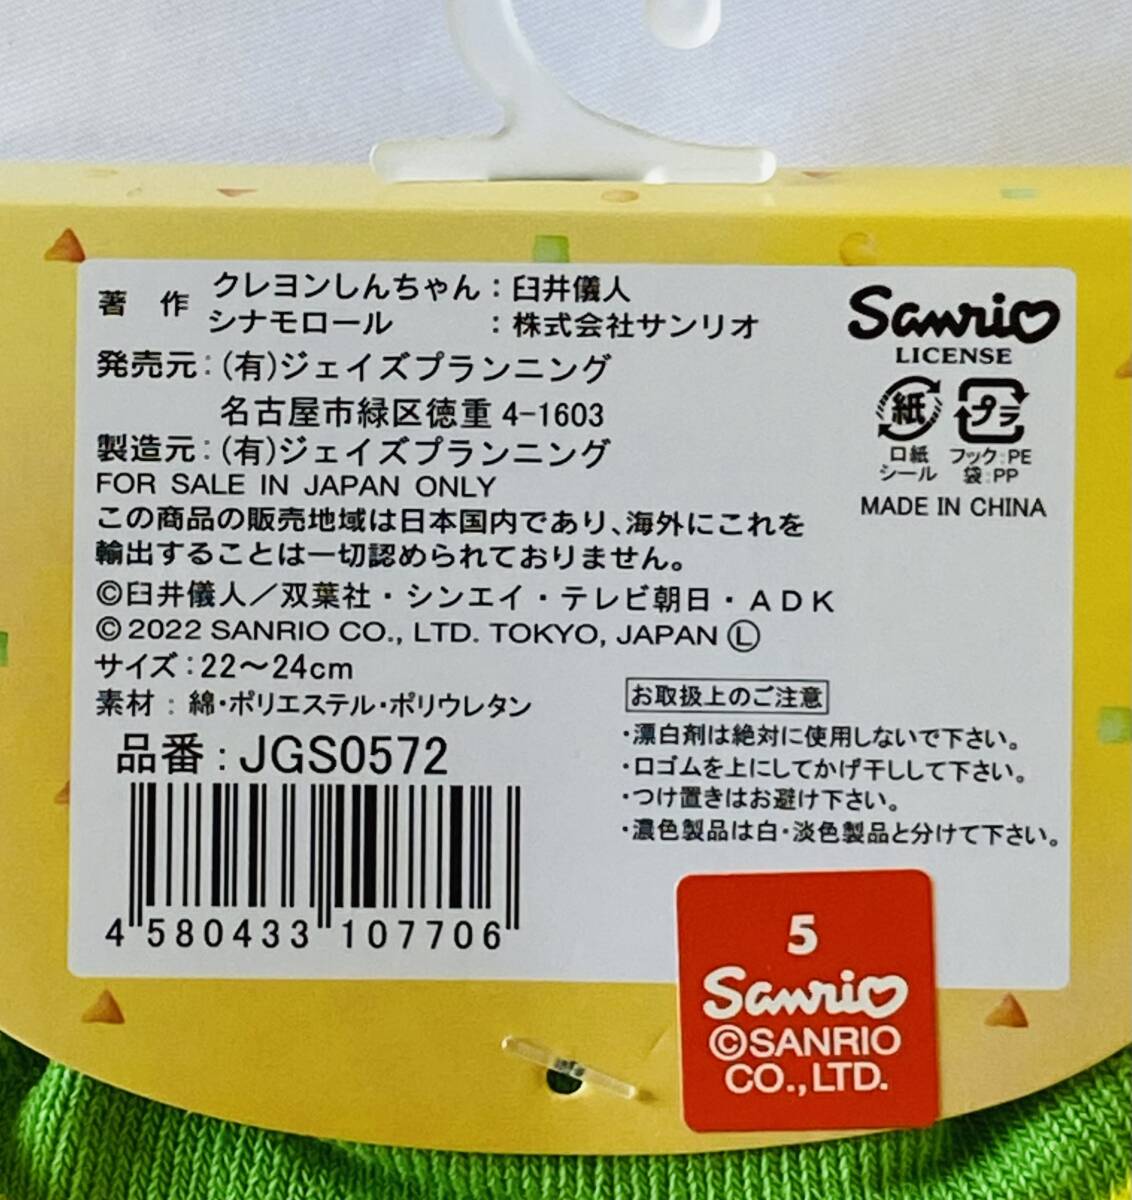 著 作 クレヨンしんちゃん：臼井儀人
シナモロール ：株式会社サンリオ
発売元：(有)ジェイズプランニング
名古屋市緑区徳重 4-1603
製造元：(有)ジェイズプランニング
FOR SALE IN JAPAN ONLY
この商品の販売地域は日本国内であり、海外にこれを
輸出することは一切認められておりません。
©臼井儀人／双葉社・シンエイ・テレビ朝日・ＡＤＫ
© 2022 SANRIO CO., LTD. TOKYO, JAPAN Ⓛ
サイズ：22～24cm
素材：綿・ポリエステル・ポリウレタン
品番：JGS0572
4 580433 107706
Sanrio
LICENSE
紙 プラ
口紙 フック：PE
シール 袋：PP
MADE IN CHINA
お取扱上のご注意
・漂白剤は絶対に使用しないで下さい。
・口ゴムを上にしてかげ干しして下さい。
・つけ置きはお避け下さい。
・濃色製品は白・淡色製品と分けて下さい。
5
Sanrio
©SANRIO
CO.,LTD.